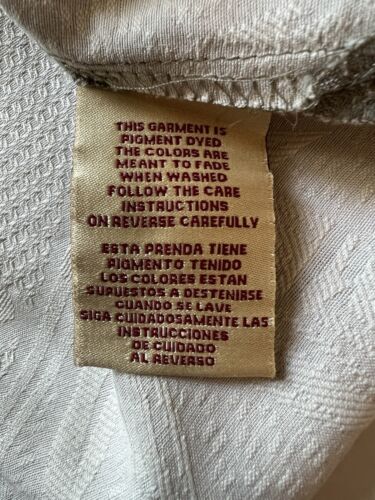 THIS GARMENT IS
PIGMENT DYED
THE COLORS ARE
MEANT TO FADE
WHEN WASHED
FOLLOW THE CARE
INSTRUCTIONS
ON REVERSE CAREFULLY
ESTA PRENDA TIENE
PIGMENTO TENIDO
LOS COLORES ESTAN
SUPUESTOS A DESTENIRSE
CUANDO SE LAVE
SIGA CUIDADOSAMENTE LAS
INSTRUCCIONES
DE CUIDADO
AL REVERSO